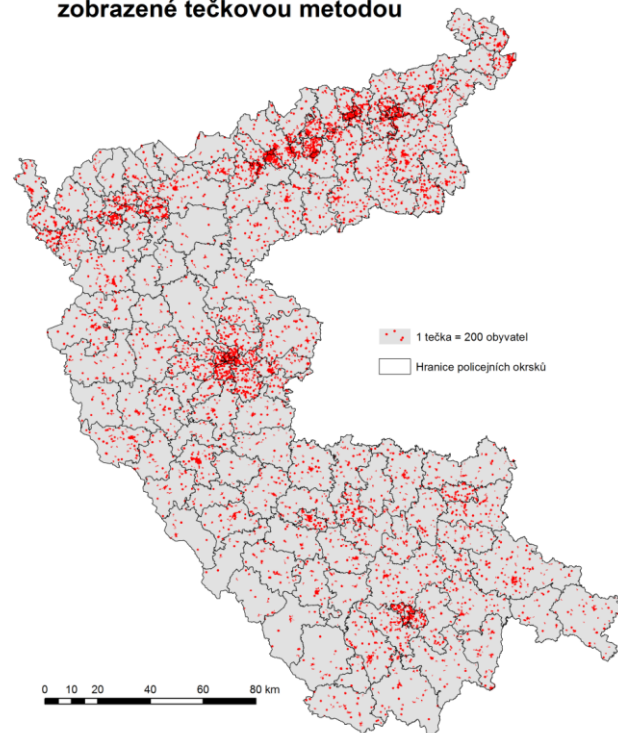 zobrazené tečkovou metodou
1 tečka = 200 obyvatel
Hranice policejních okrsků
0 10 20 40 60 80 km